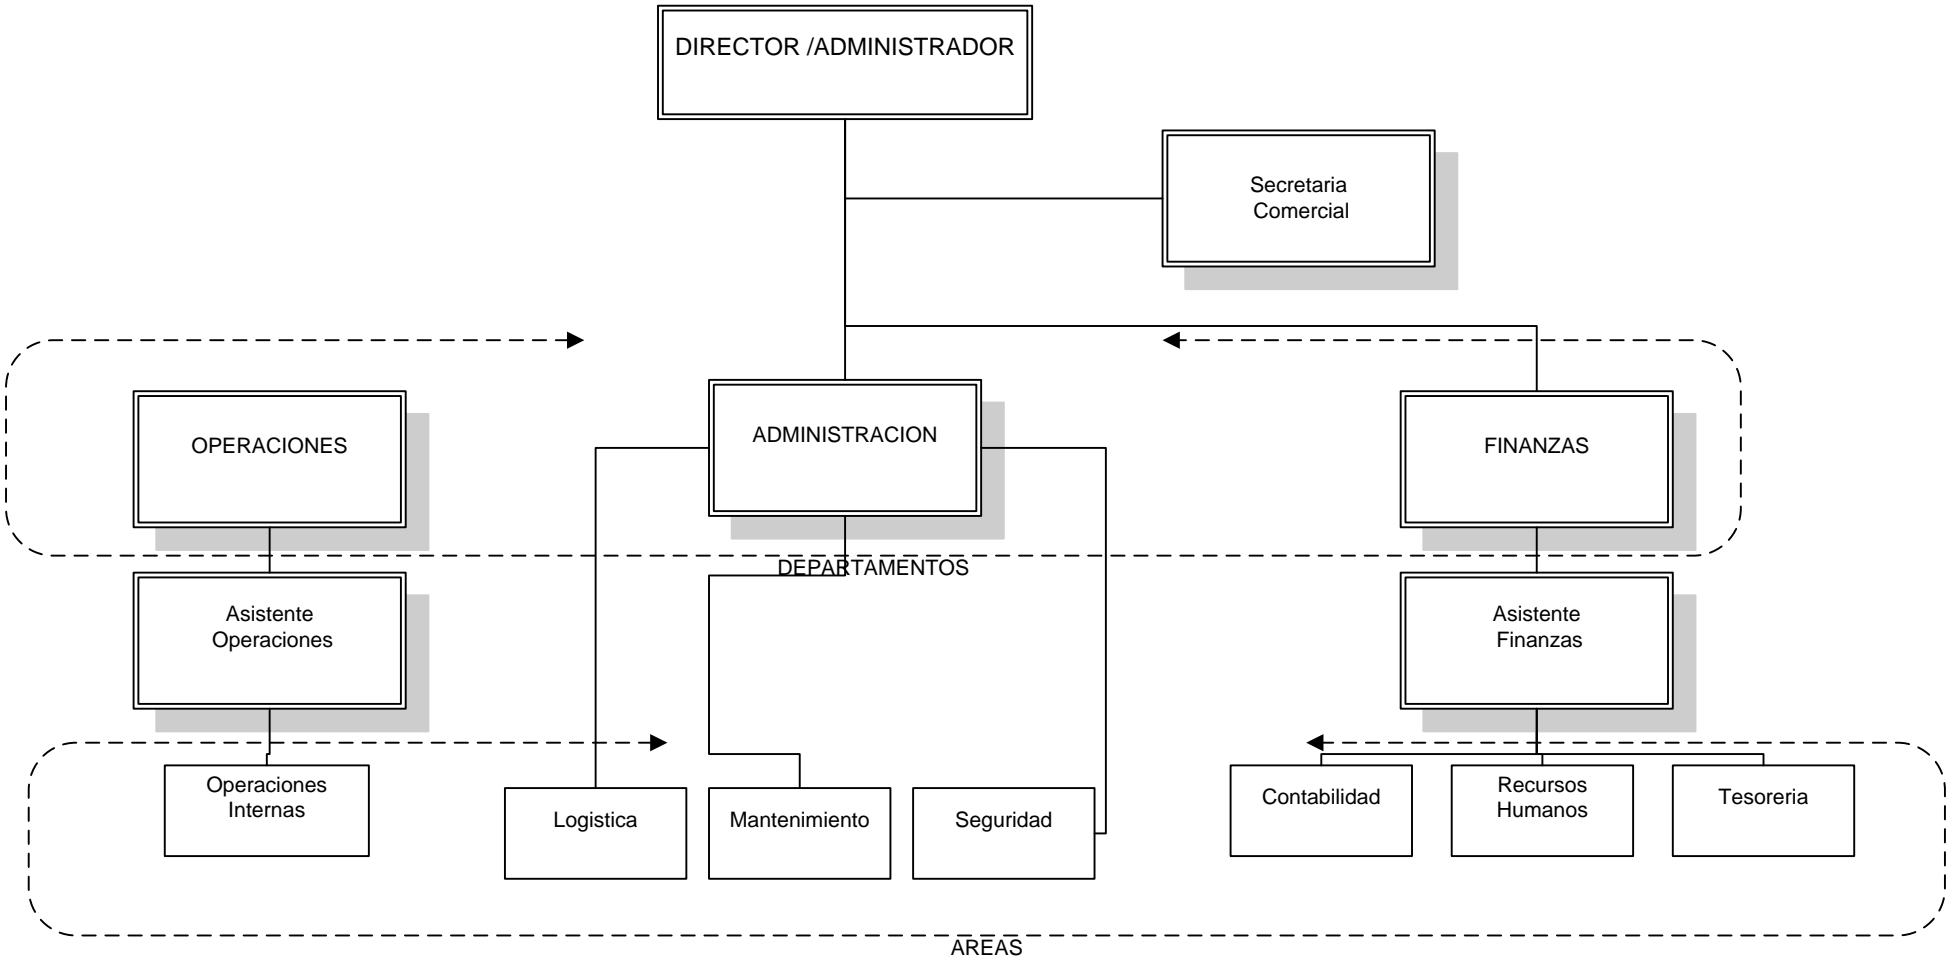 DIRECTOR /ADMINISTRADOR
Secretaria
Comercial
OPERACIONES
ADMINISTRACION
FINANZAS
DEPARTAMENTOS
Asistente
Operaciones
Asistente
Finanzas
Operaciones
Internas
Logistica
Mantenimiento
Seguridad
Contabilidad
Recursos
Humanos
Tesoreria
AREAS